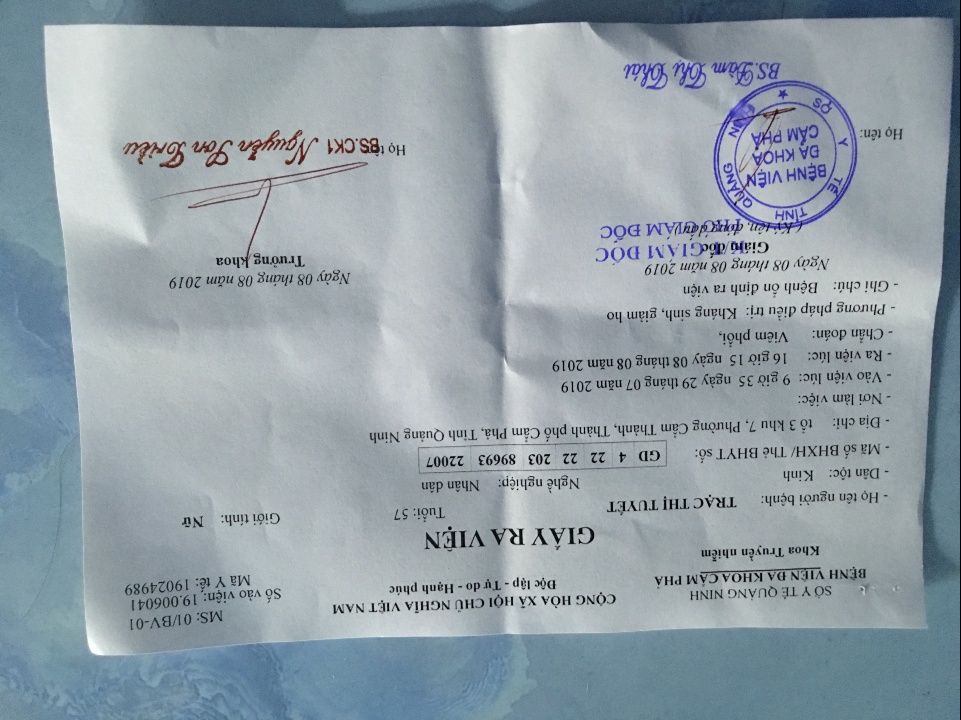 SỞ Y TẾ QUẢNG NINH
BỆNH VIỆN ĐA KHOA CẨM PHẢ
Khoa Truyền nhiễm
CỘNG HÒA XÃ HỘI CHỦ NGHĨA VIỆT NAM
Độc lập - Tự do - Hạnh phúc
MS: 01/BV-01
Số vào viện: 19.006041
Mã Y tế: 19024989
GIẤY RA VIỆN
- Họ tên người bệnh: TRẠC THỊ TUYẾT Tuổi: 57 Giới tính: Nữ
- Dân tộc: Kinh Nghề nghiệp: Nhân dân
- Mã số BHXH/ Thẻ BHYT số: GD 4 22 22 203 89693 22007
- Địa chỉ: tổ 3 khu 7, Phường Cẩm Thành, Thành phố Cẩm Phả, Tỉnh Quảng Ninh
- Nơi làm việc:
- Vào viện lúc: 9 giờ 35 ngày 29 tháng 07 năm 2019
- Ra viện lúc: 16 giờ 15 ngày 08 tháng 08 năm 2019
- Chẩn đoán: Viêm phổi,
- Phương pháp điều trị: Kháng sinh, giảm ho
- Ghi chú: Bệnh ổn định ra viện
Ngày 08 tháng 08 năm 2019
Giám đốc
K/T GIÁM ĐỐC
( Ký tên, đóng dấu )
PHÓ GIÁM ĐỐC
SỞ Y TẾ TỈNH QUẢNG NINH
BỆNH VIỆN
ĐA KHOA
CẨM PHẢ
Họ tên:
BS.Đàm Thị Thái
Ngày 08 tháng 08 năm 2019
Trưởng khoa
Họ tên: BS.CK1 Nguyễn Sơn Triều